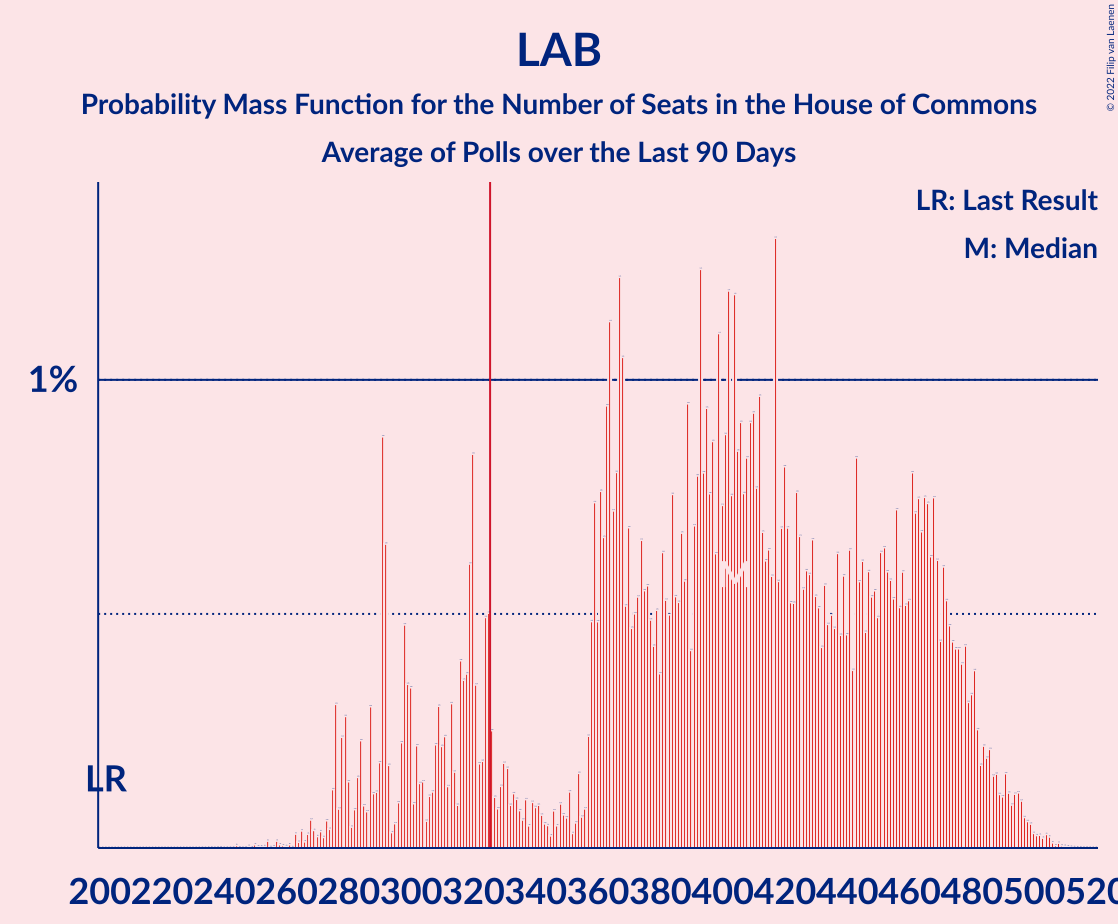 LAB
Probability Mass Function for the Number of Seats in the House of Commons
Average of Polls over the Last 90 Days
© 2022 Filip van Laenen
LR: Last Result
M: Median
1%
M
LR
200220240260280300320340360380400420440460480500520